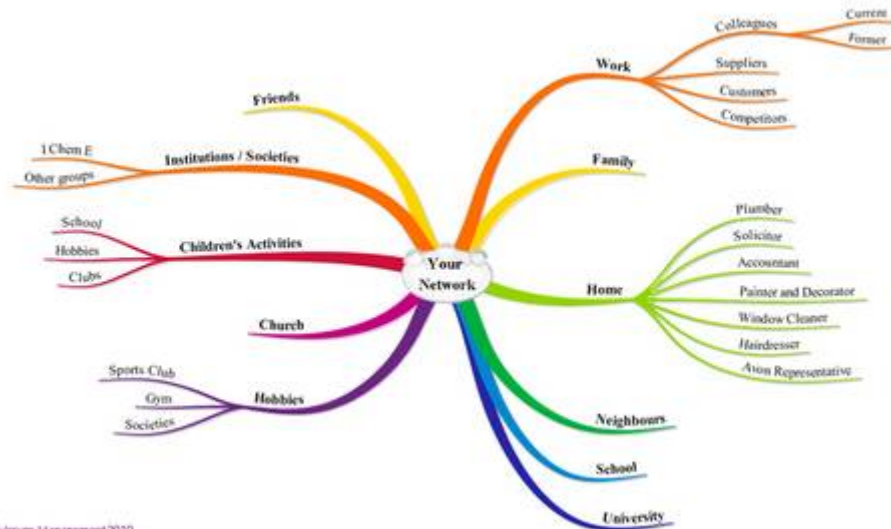 Your
Network
Work
Colleagues
Current
Former
Suppliers
Customers
Competitors
Family
Home
Plumber
Solicitor
Accountant
Painter and Decorator
Window Cleaner
Hairdresser
Avon Representative
Neighbours
School
University
Hobbies
Sports Club
Gym
Societies
Church
Children's Activities
School
Hobbies
Clubs
Institutions / Societies
I Chem E
Other groups
Friends